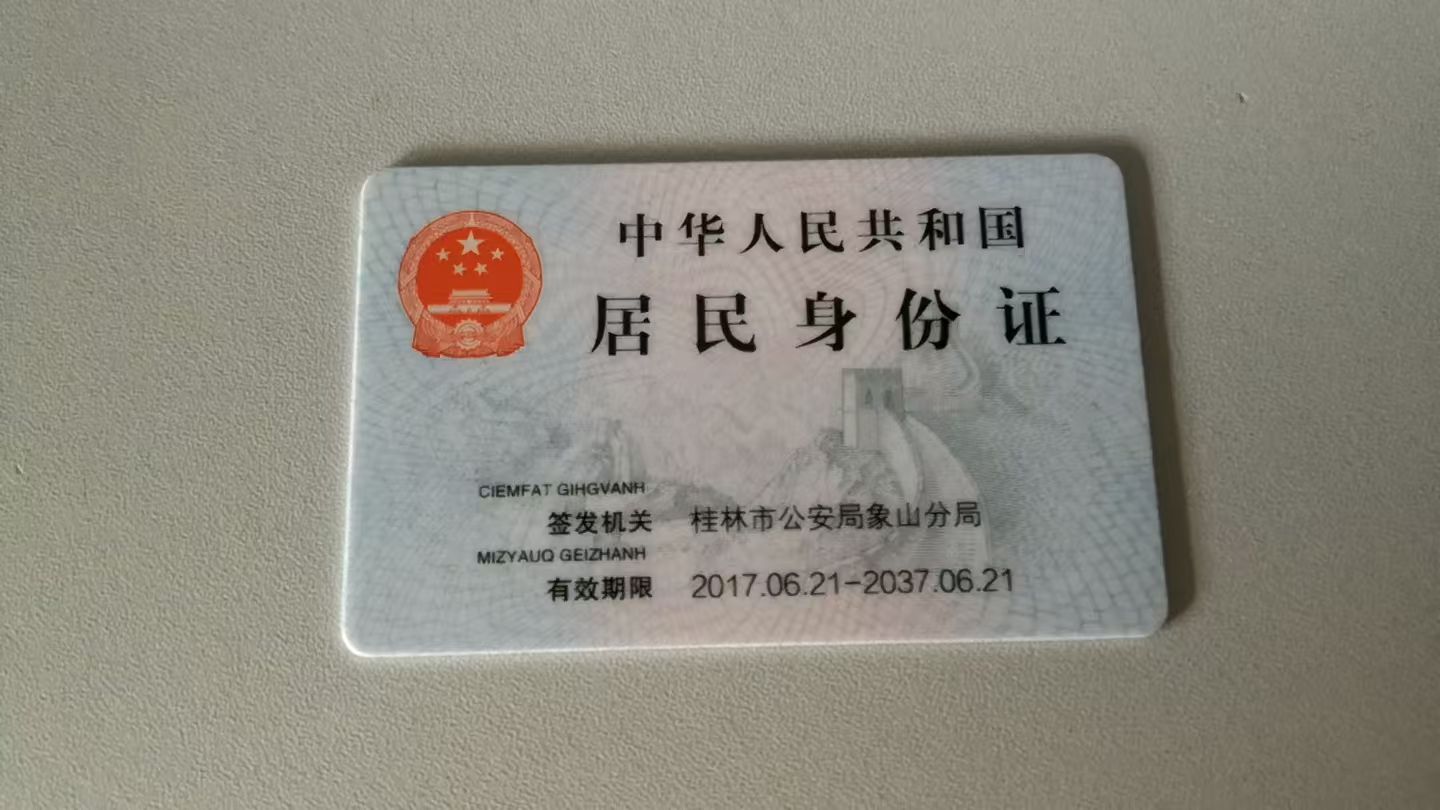 中华人民共和国
居民身份证
CIEMFAT GIHGVANH
签发机关 桂林市公安局象山分局
MIZYAUQ GEIZHANH
有效期限 2017.06.21-2037.06.21